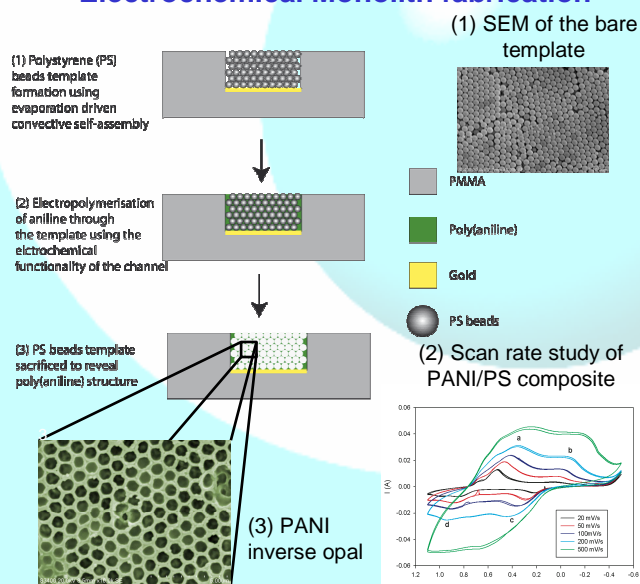 Electrochemical Monolith fabrication
(1) SEM of the bare
template
(1) Polystyrene (PS)
beads template
formation using
evaporation driven
convective self-assembly
PMMA
(2) Electropolymerisation
of aniline through
the template using the
elctrochemical
functionality of the channel
Poly(aniline)
Gold
PS beads
(3) PS beads template
sacrificed to reveal
poly(aniline) structure
(2) Scan rate study of
PANI/PS composite
(3) PANI
inverse opal
I (A)
0.06
0.04
0.02
0.00
-0.02
-0.04
-0.06
a
b
c
d
20 mV/s
50 mV/s
100mV/s
200 mV/s
500 mV/s
1.2 1.0 0.8 0.6 0.4 0.2 0.0 -0.2 -0.4 -0.6